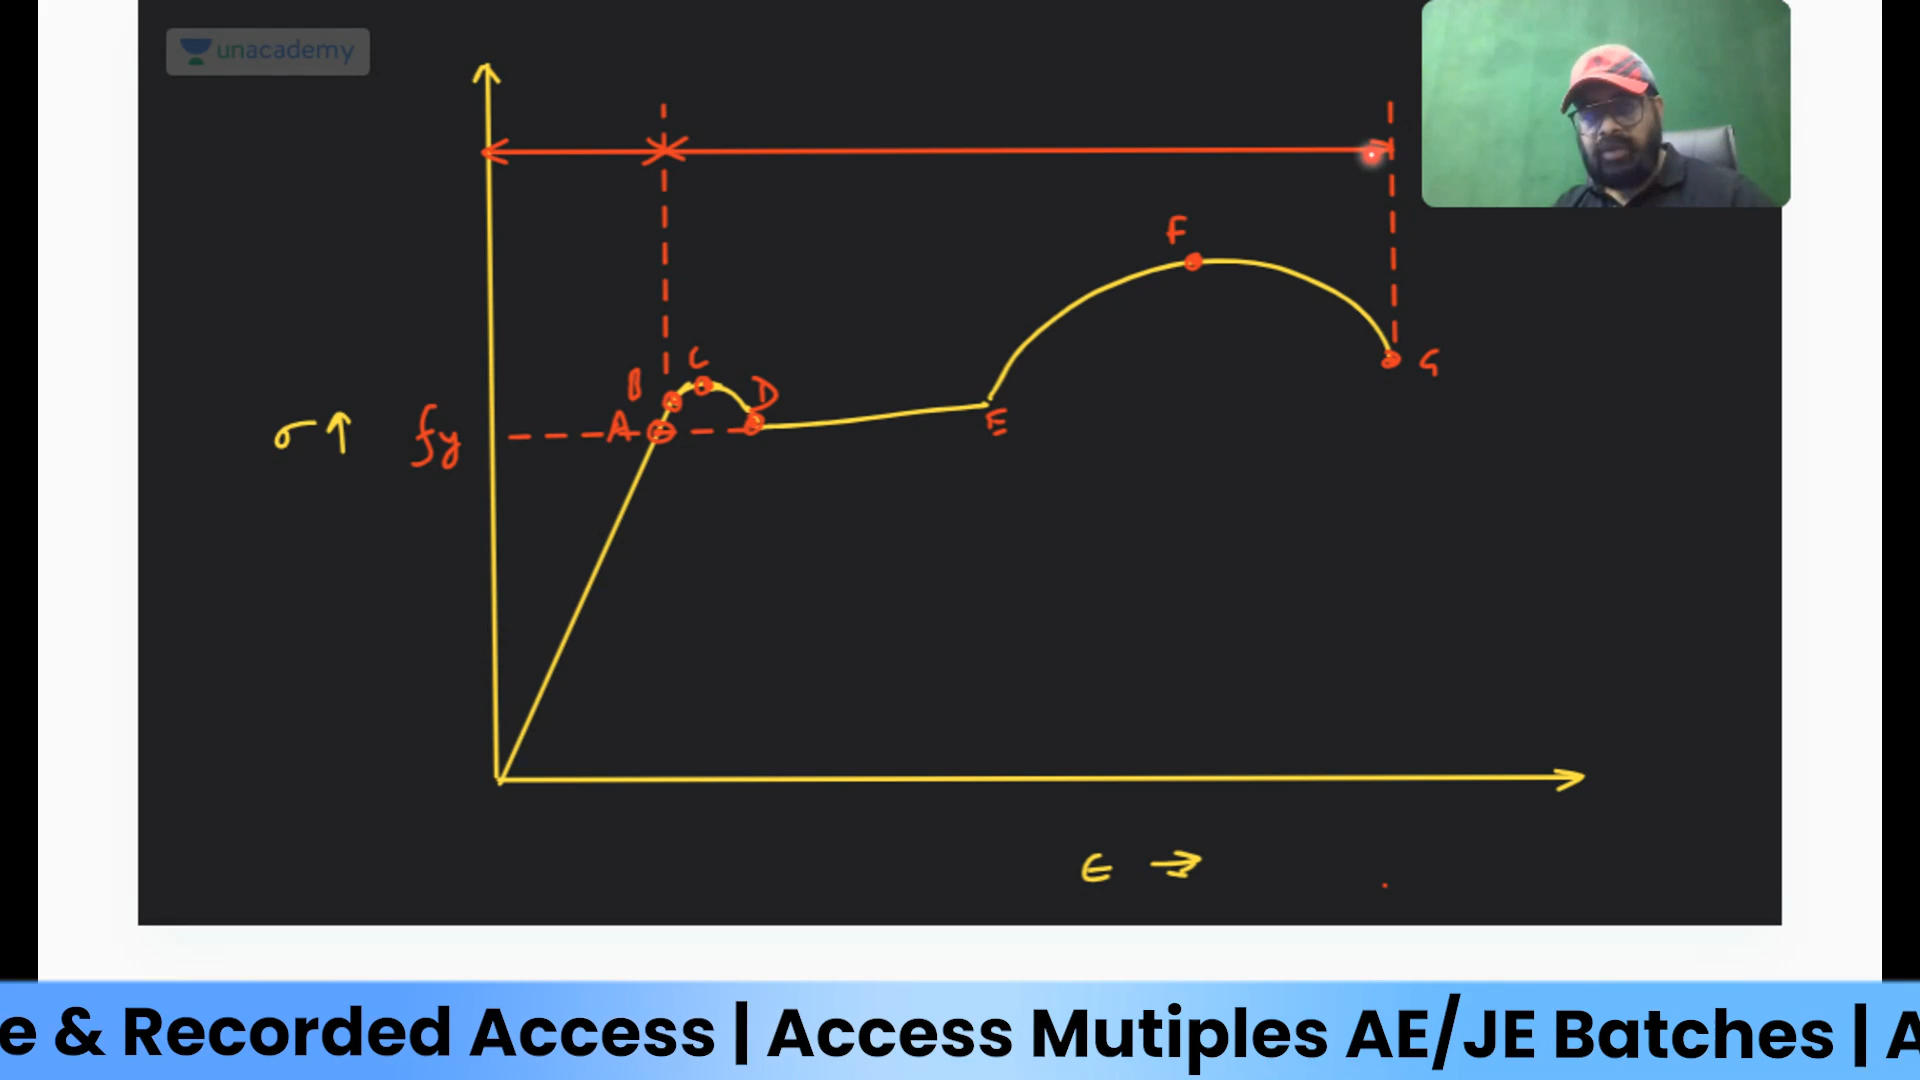 unacademy
F
C
B
D
G
A
E
σ↑ fy
ϵ →
e & Recorded Access | Access Mutiples AE/JE Batches | A